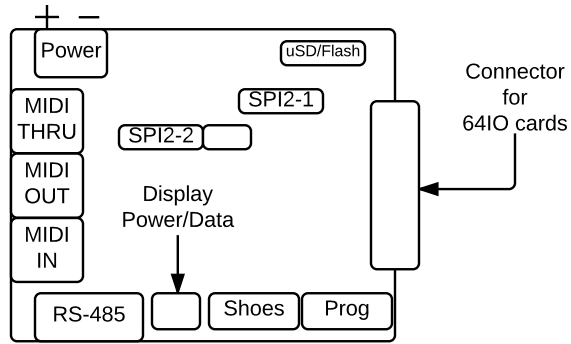 + −
Power
uSD/Flash
SPI2-1
SPI2-2
MIDI
THRU
MIDI
OUT
MIDI
IN
Display
Power/Data
RS-485
Shoes
Prog
Connector
for
64IO cards